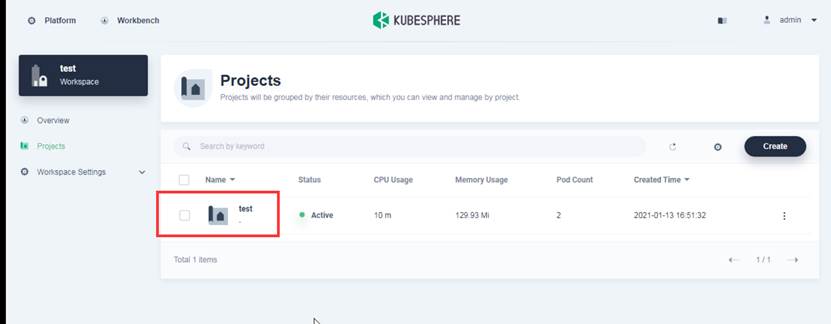 Platform Workbench KUBESPHERE admin
test
Workspace
Projects
Projects will be grouped by their resources, which you can view and manage by project.
Overview
Projects
Workspace Settings
Search by keyword Create
Name Status CPU Usage Memory Usage Pod Count Created Time
test Active 10 m 129.93 Mi 2 2021-01-13 16:51:32
-
Total 1 items 1 / 1